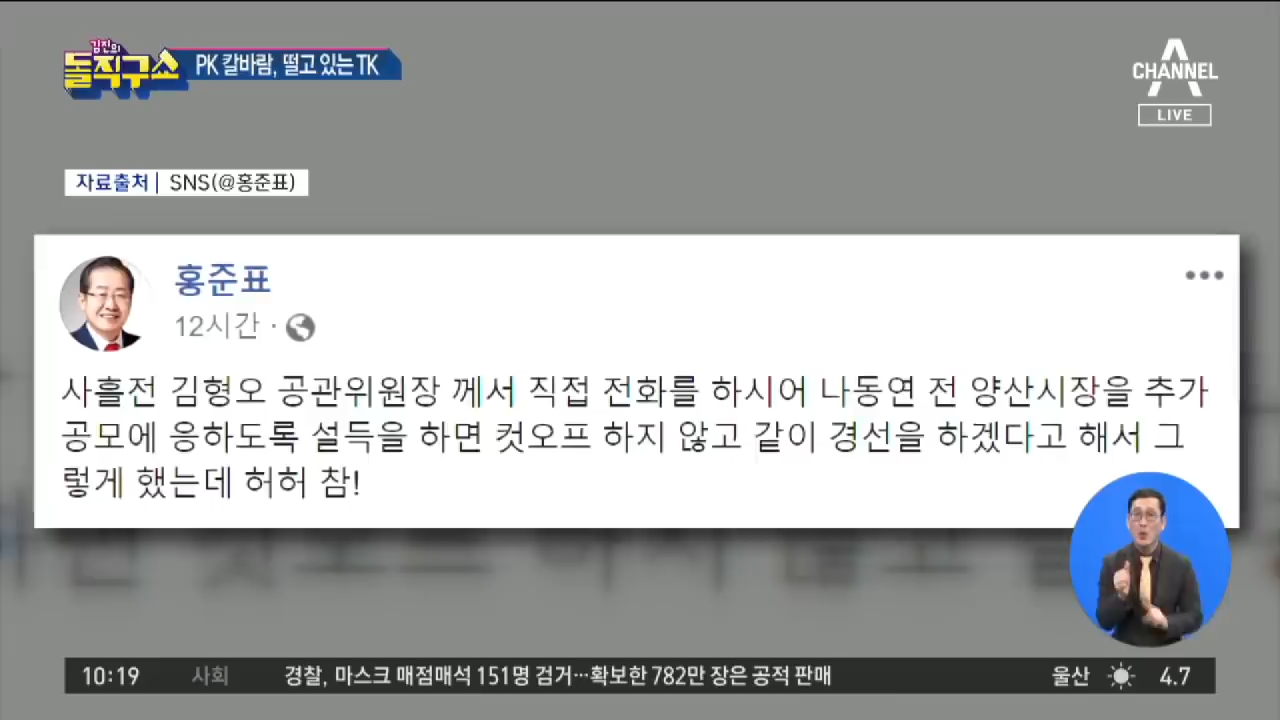 김진의
돌직구쇼
PK 칼바람, 떨고 있는 TK
CHANNEL A
LIVE
자료출처 | SNS(@홍준표)
홍준표
12시간 ·
사흘전 김형오 공관위원장 께서 직접 전화를 하시어 나동연 전 양산시장을 추가
공모에 응하도록 설득을 하면 컷오프 하지 않고 같이 경선을 하겠다고 해서 그
렇게 했는데 허허 참!
10:19 사회 경찰, 마스크 매점매석 151명 검거…확보한 782만 장은 공적 판매 울산 4.7